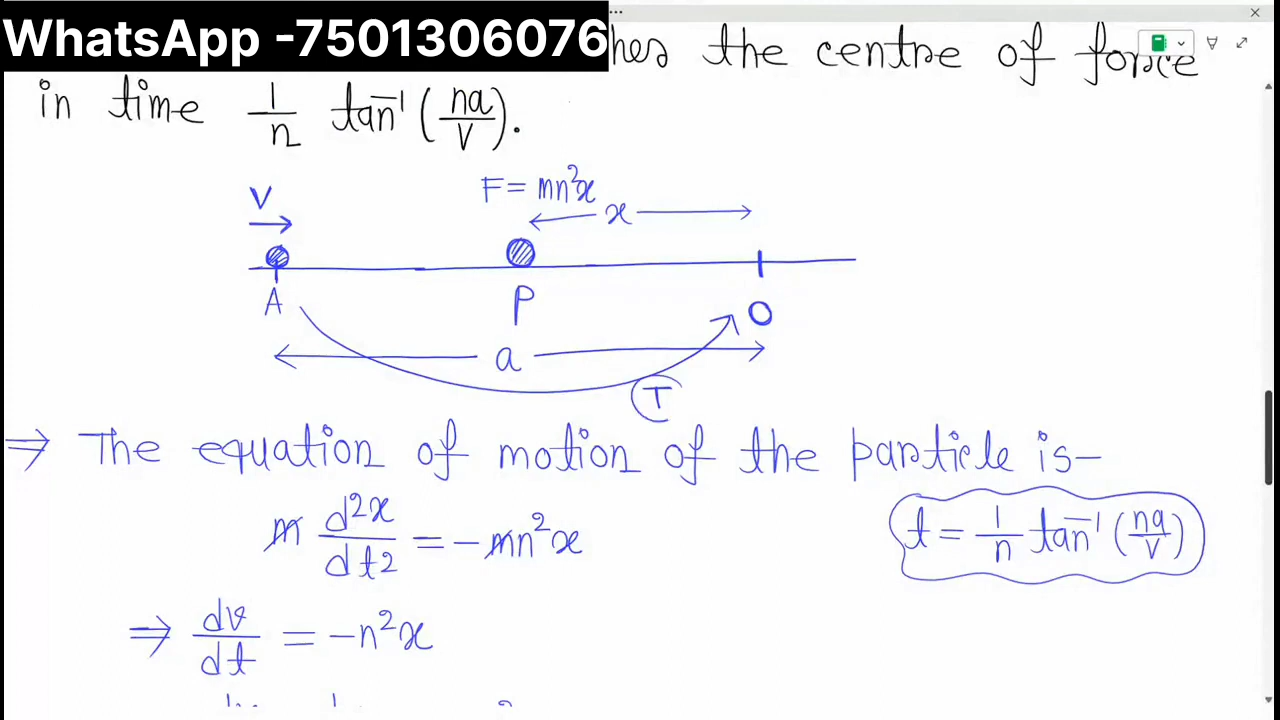 WhatsApp -7501306076
hes the centre of force
in time 1/n tan⁻¹ (na/V).
V
F = mn²x
x
A P O
a
T
⇒ The equation of motion of the particle is-
m d²x/dt² = -mn²x
t = 1/n tan⁻¹ (na/V)
⇒ dv/dt = -n²x